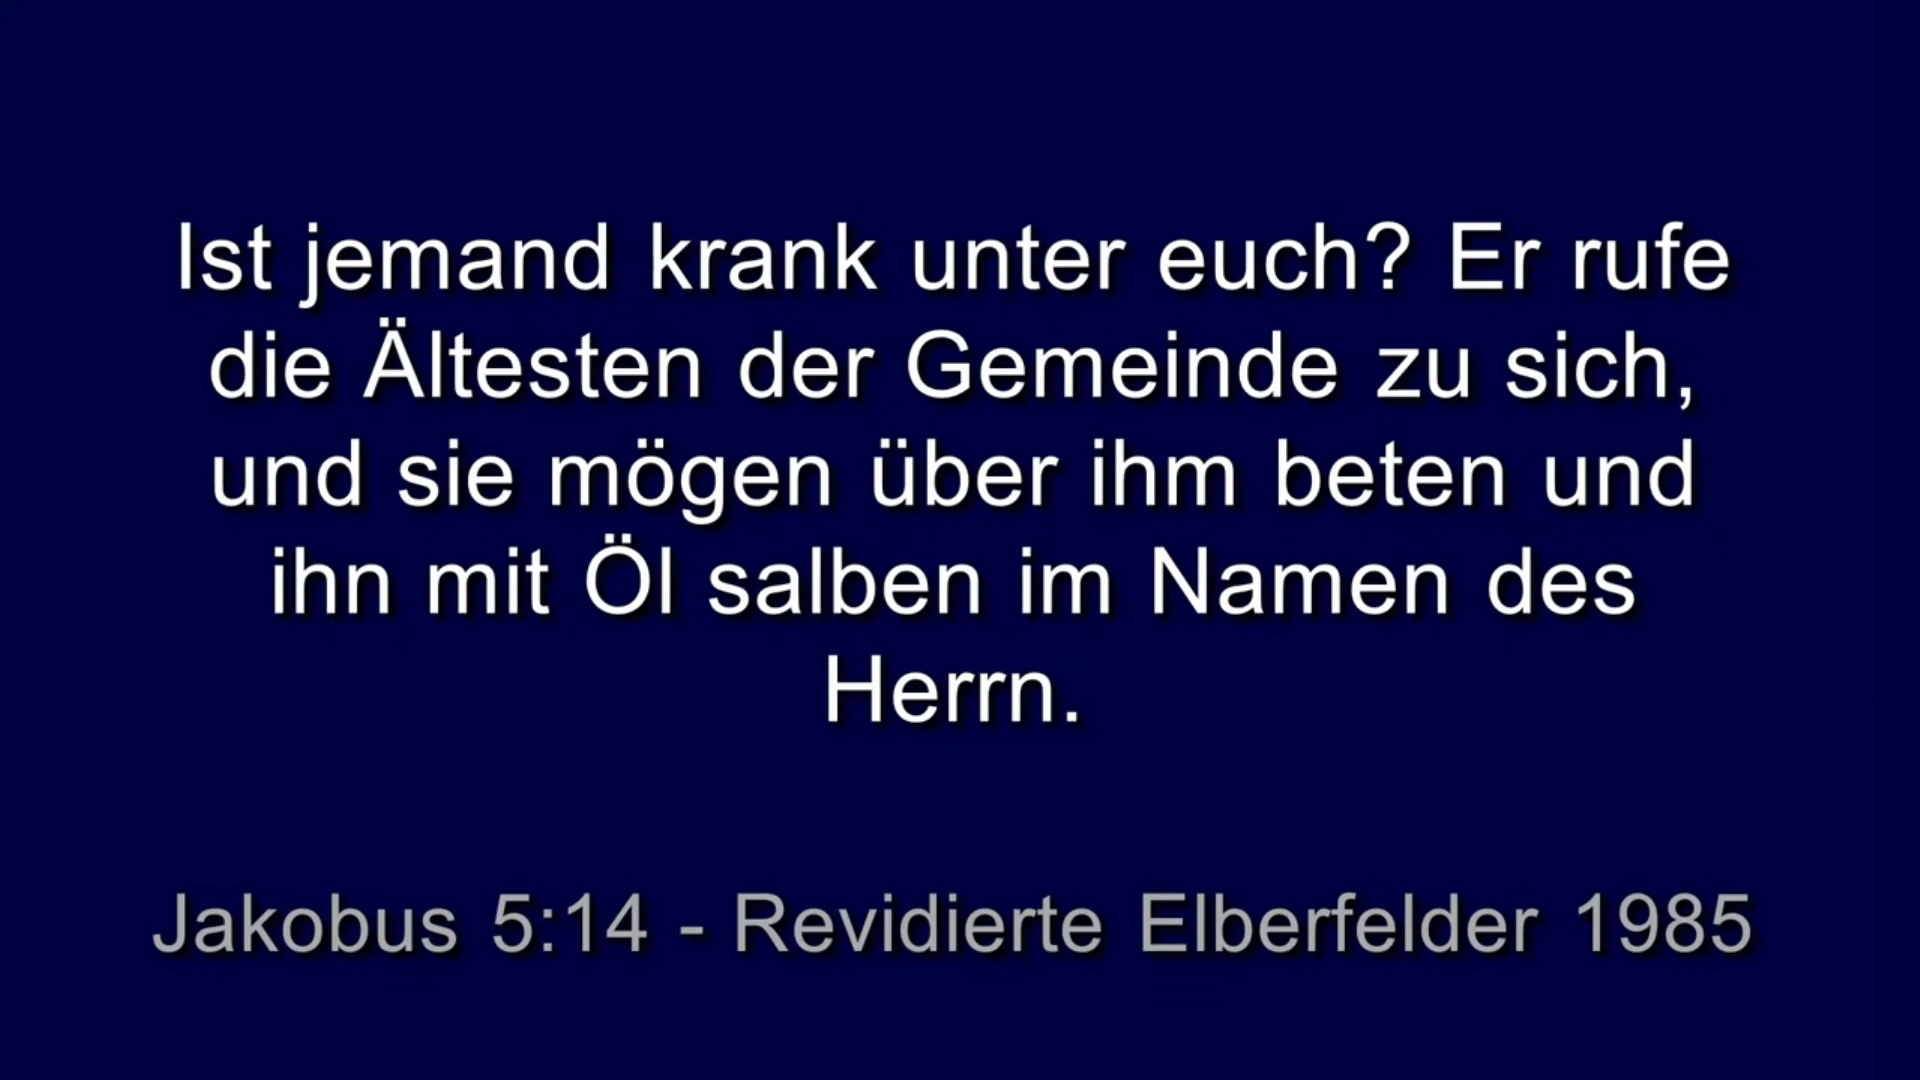 Ist jemand krank unter euch? Er rufe
die Ältesten der Gemeinde zu sich,
und sie mögen über ihm beten und
ihn mit Öl salben im Namen des
Herrn.
Jakobus 5:14 - Revidierte Elberfelder 1985